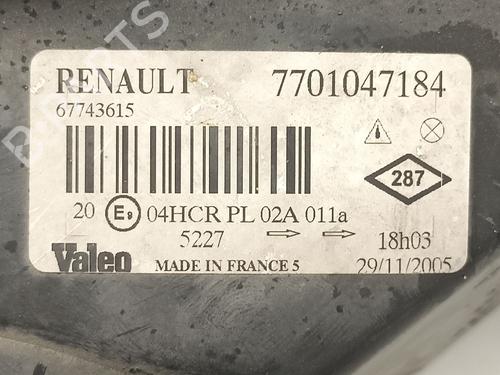 RENAULT 7701047184
67743615
287
20 E9 04HCR PL 02A 011a
5227 ⇨ ⇨ 18h03
Valeo MADE IN FRANCE 5 29/11/2005
PARTS